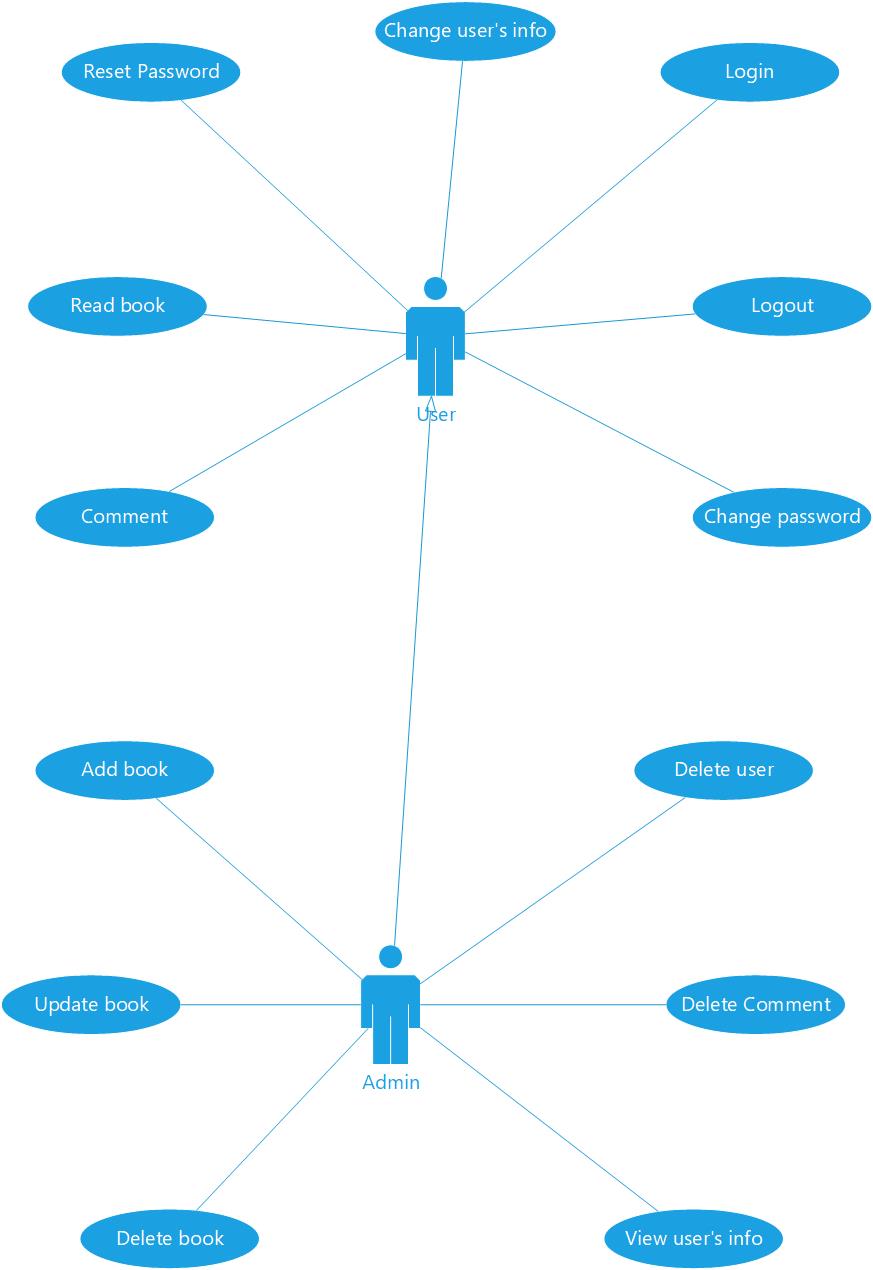 Change user's info
Reset Password
Login
Read book
Logout
User
Comment
Change password
Add book
Delete user
Update book
Delete Comment
Admin
Delete book
View user's info